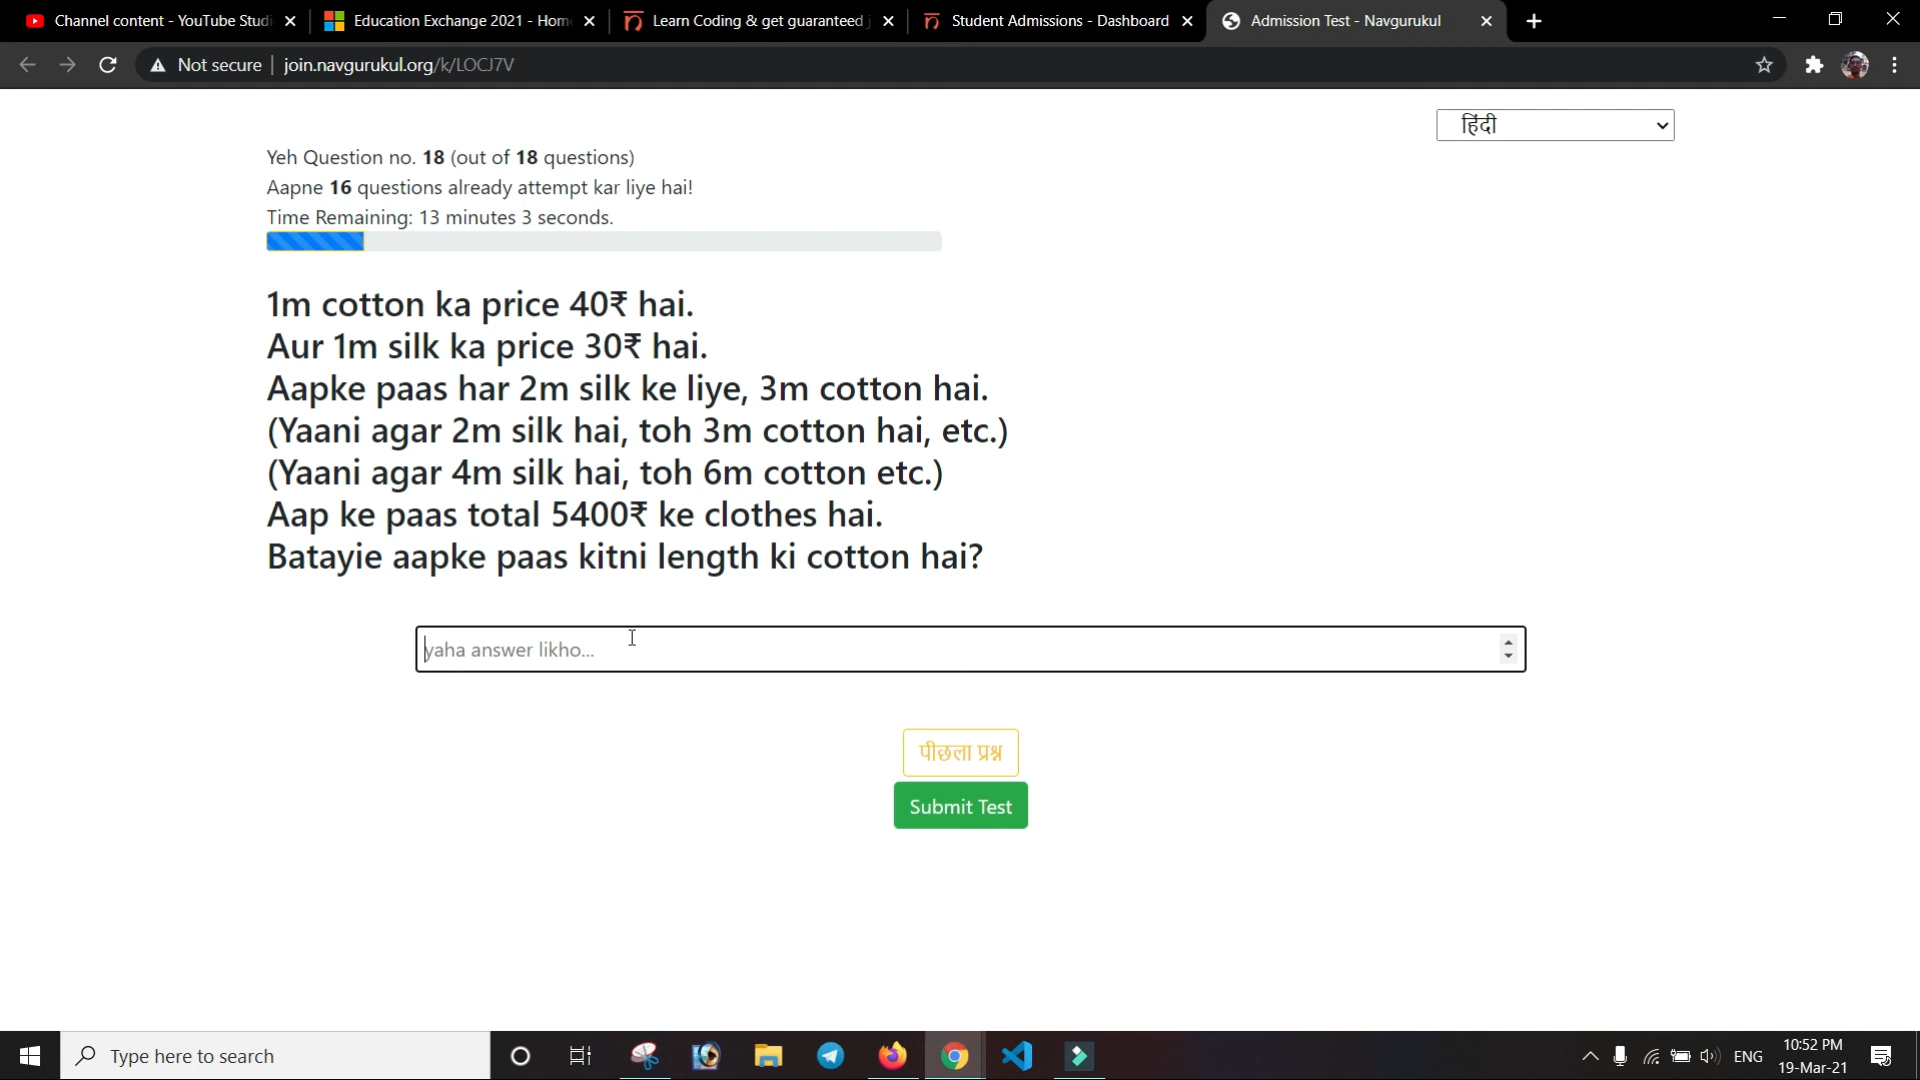 Channel content - YouTube Studi
Education Exchange 2021 - Hom
Learn Coding & get guaranteed j
Student Admissions - Dashboard
Admission Test - Navgurukul
Not secure
join.navgurukul.org/k/LOCJ7V
हिंदी
Yeh Question no. 18 (out of 18 questions)
Aapne 16 questions already attempt kar liye hai!
Time Remaining: 13 minutes 3 seconds.
1m cotton ka price 40₹ hai.
Aur 1m silk ka price 30₹ hai.
Aapke paas har 2m silk ke liye, 3m cotton hai.
(Yaani agar 2m silk hai, toh 3m cotton hai, etc.)
(Yaani agar 4m silk hai, toh 6m cotton etc.)
Aap ke paas total 5400₹ ke clothes hai.
Batayie aapke paas kitni length ki cotton hai?
yaha answer likho...
पीछला प्रश्न
Submit Test
Type here to search
ENG
10:52 PM
19-Mar-21